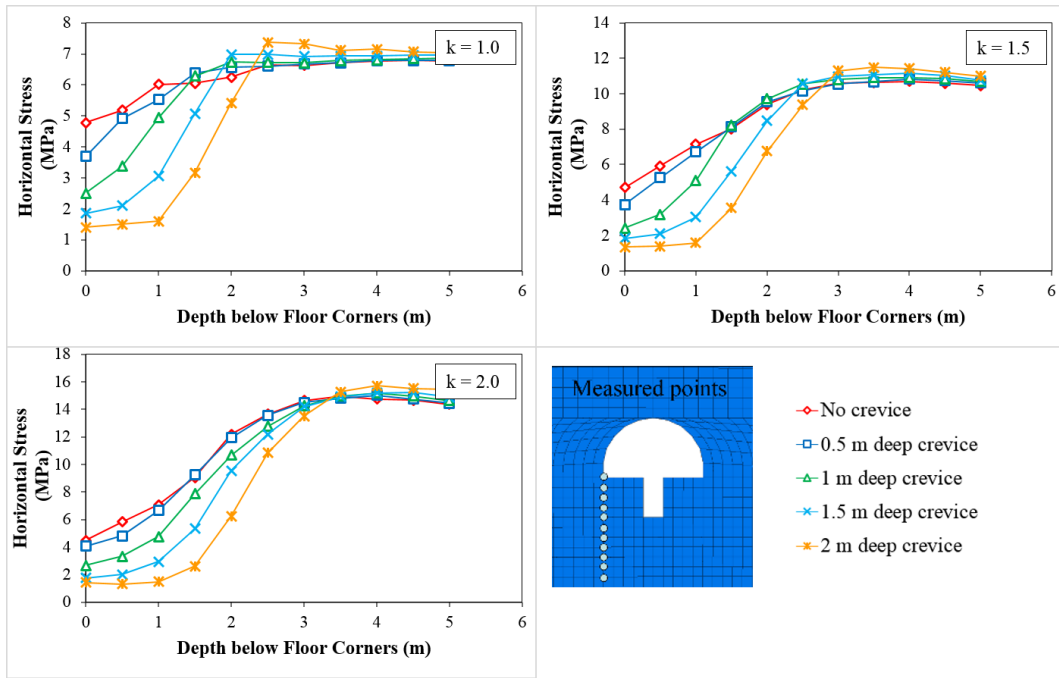 8
7
6
5
4
3
2
1
0
Horizontal Stress
(MPa)
k = 1.0
0 1 2 3 4 5 6
Depth below Floor Corners (m)
14
12
10
8
6
4
2
0
Horizontal Stress
(MPa)
k = 1.5
0 1 2 3 4 5 6
Depth below Floor Corners (m)
18
16
14
12
10
8
6
4
2
0
Horizontal Stress
(MPa)
k = 2.0
0 1 2 3 4 5 6
Depth below Floor Corners (m)
Measured points
No crevice
0.5 m deep crevice
1 m deep crevice
1.5 m deep crevice
2 m deep crevice